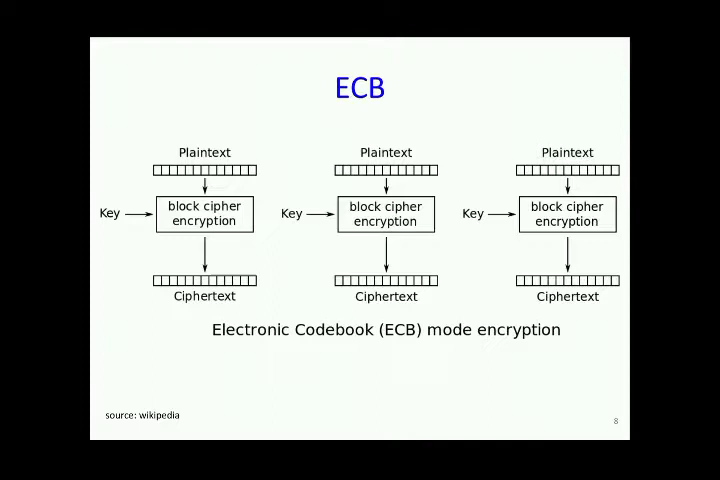 ECB
Plaintext Plaintext Plaintext
Key block cipher encryption Key block cipher encryption Key block cipher encryption
Ciphertext Ciphertext Ciphertext
Electronic Codebook (ECB) mode encryption
source: wikipedia
8